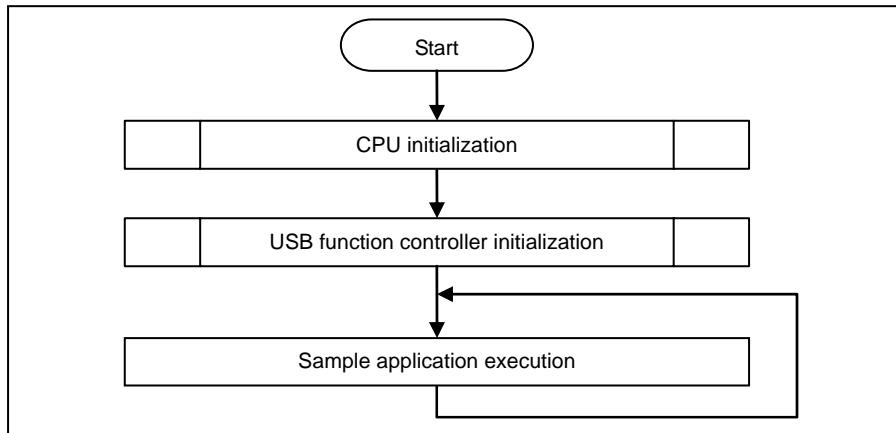 Start
CPU initialization
USB function controller initialization
Sample application execution